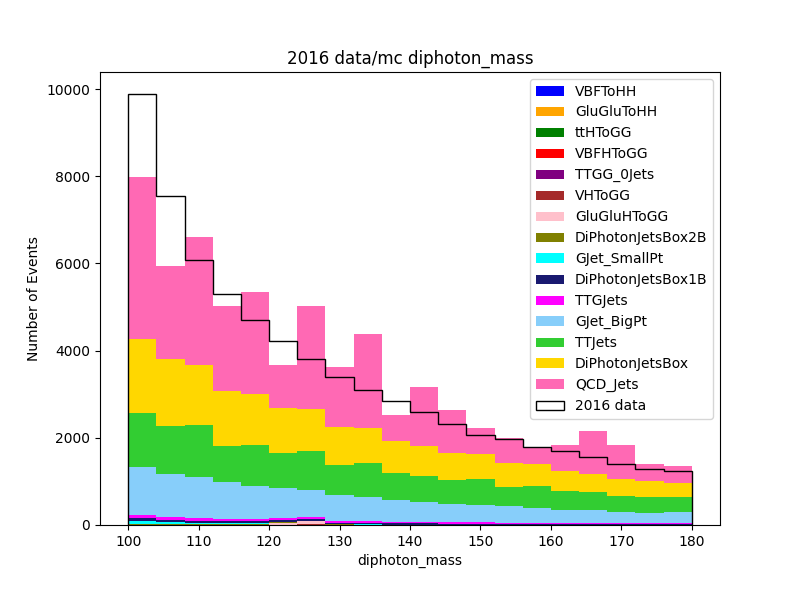 2016 data/mc diphoton_mass
Number of Events
10000
8000
6000
4000
2000
0
VBFToHH
GluGluToHH
ttHToGG
VBFHToGG
TTGG_0Jets
VHToGG
GluGluHToGG
DiPhotonJetsBox2B
GJet_SmallPt
DiPhotonJetsBox1B
TTGJets
GJet_BigPt
TTJets
DiPhotonJetsBox
QCD_Jets
2016 data
100 110 120 130 140 150 160 170 180
diphoton_mass